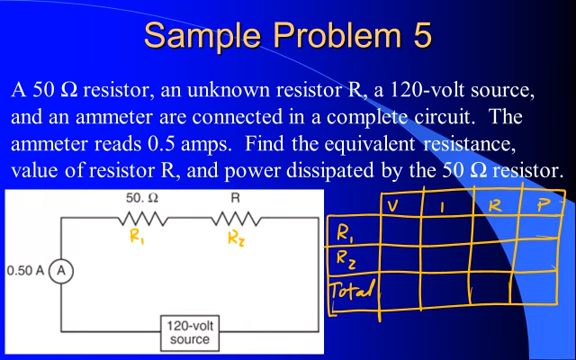 Sample Problem 5
A 50 Ω resistor, an unknown resistor R, a 120-volt source,
and an ammeter are connected in a complete circuit. The
ammeter reads 0.5 amps. Find the equivalent resistance,
value of resistor R, and power dissipated by the 50 Ω resistor.
50. Ω R
R1 R2
0.50 A A
120-volt
source
V I R P
R1
R2
Total